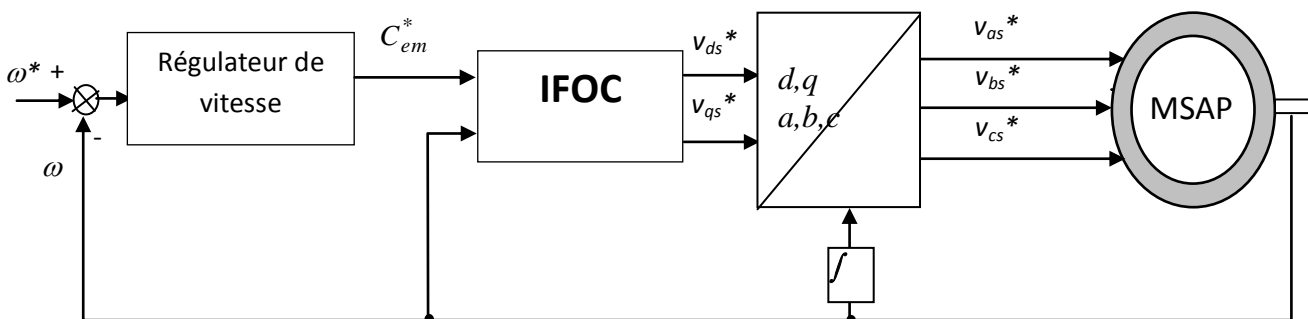 ω* +
-
ω
Régulateur de
vitesse
C*em
IFOC
vds*
vqs*
d,q
a,b,c
∫
vas*
vbs*
vcs*
MSAP